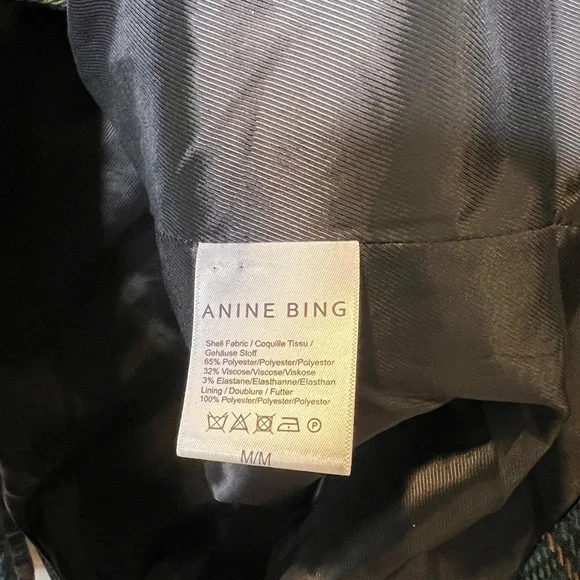 ANINE BING
Shell Fabric / Coquille Tissu /
Gehäuse Stoff
65% Polyester/Polyester/Polyester
32% Viscose/Viscose/Viskose
3% Elastane/Elasthanne/Elasthan
Lining / Doublure / Futter
100% Polyester/Polyester/Polyester
P
M/M